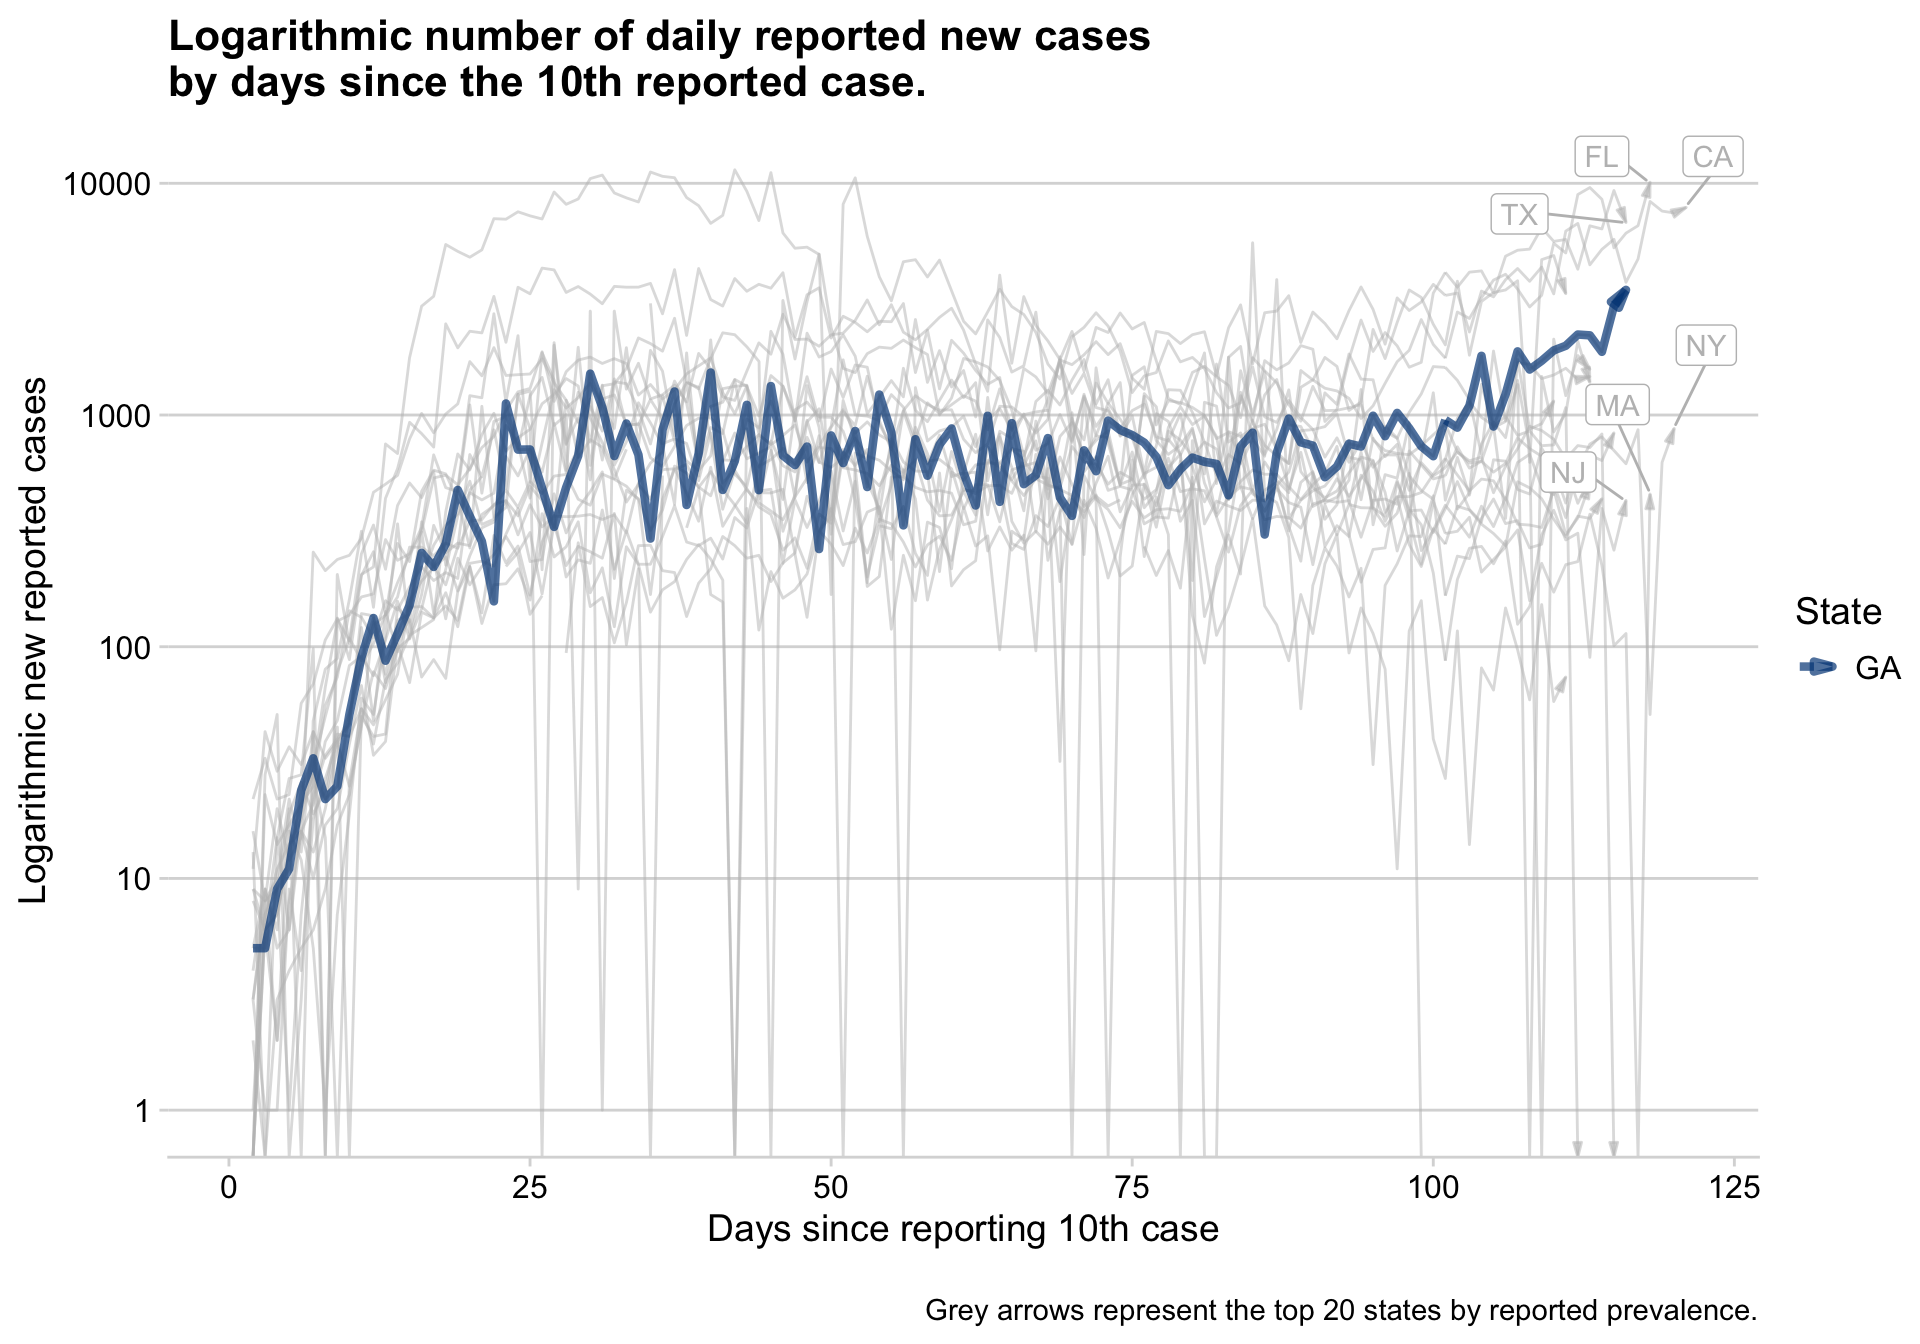 Logarithmic number of daily reported new cases
by days since the 10th reported case.
FL
CA
TX
NY
MA
NJ
10000
1000
100
10
1
Logarithmic new reported cases
0
25
50
75
100
125
Days since reporting 10th case
State
GA
Grey arrows represent the top 20 states by reported prevalence.